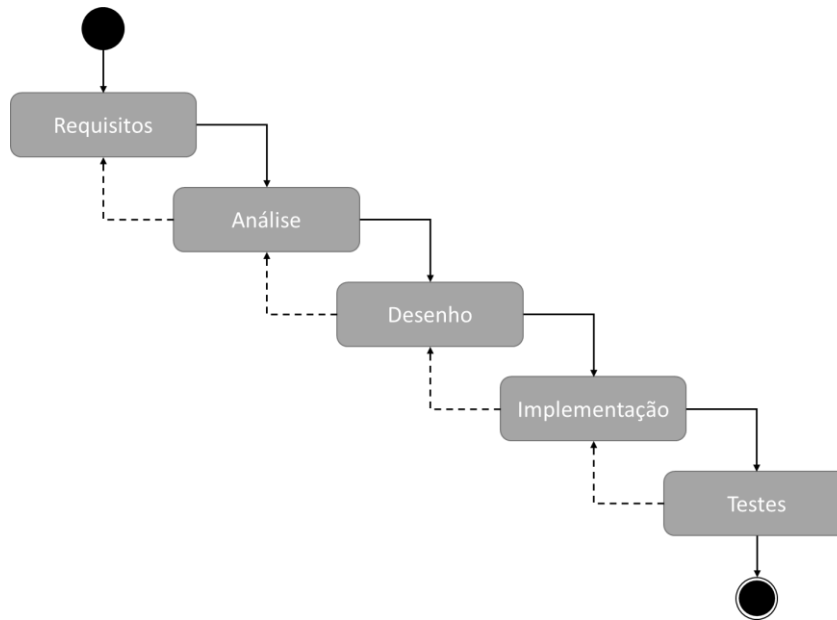 Requisitos
Análise
Desenho
Implementação
Testes